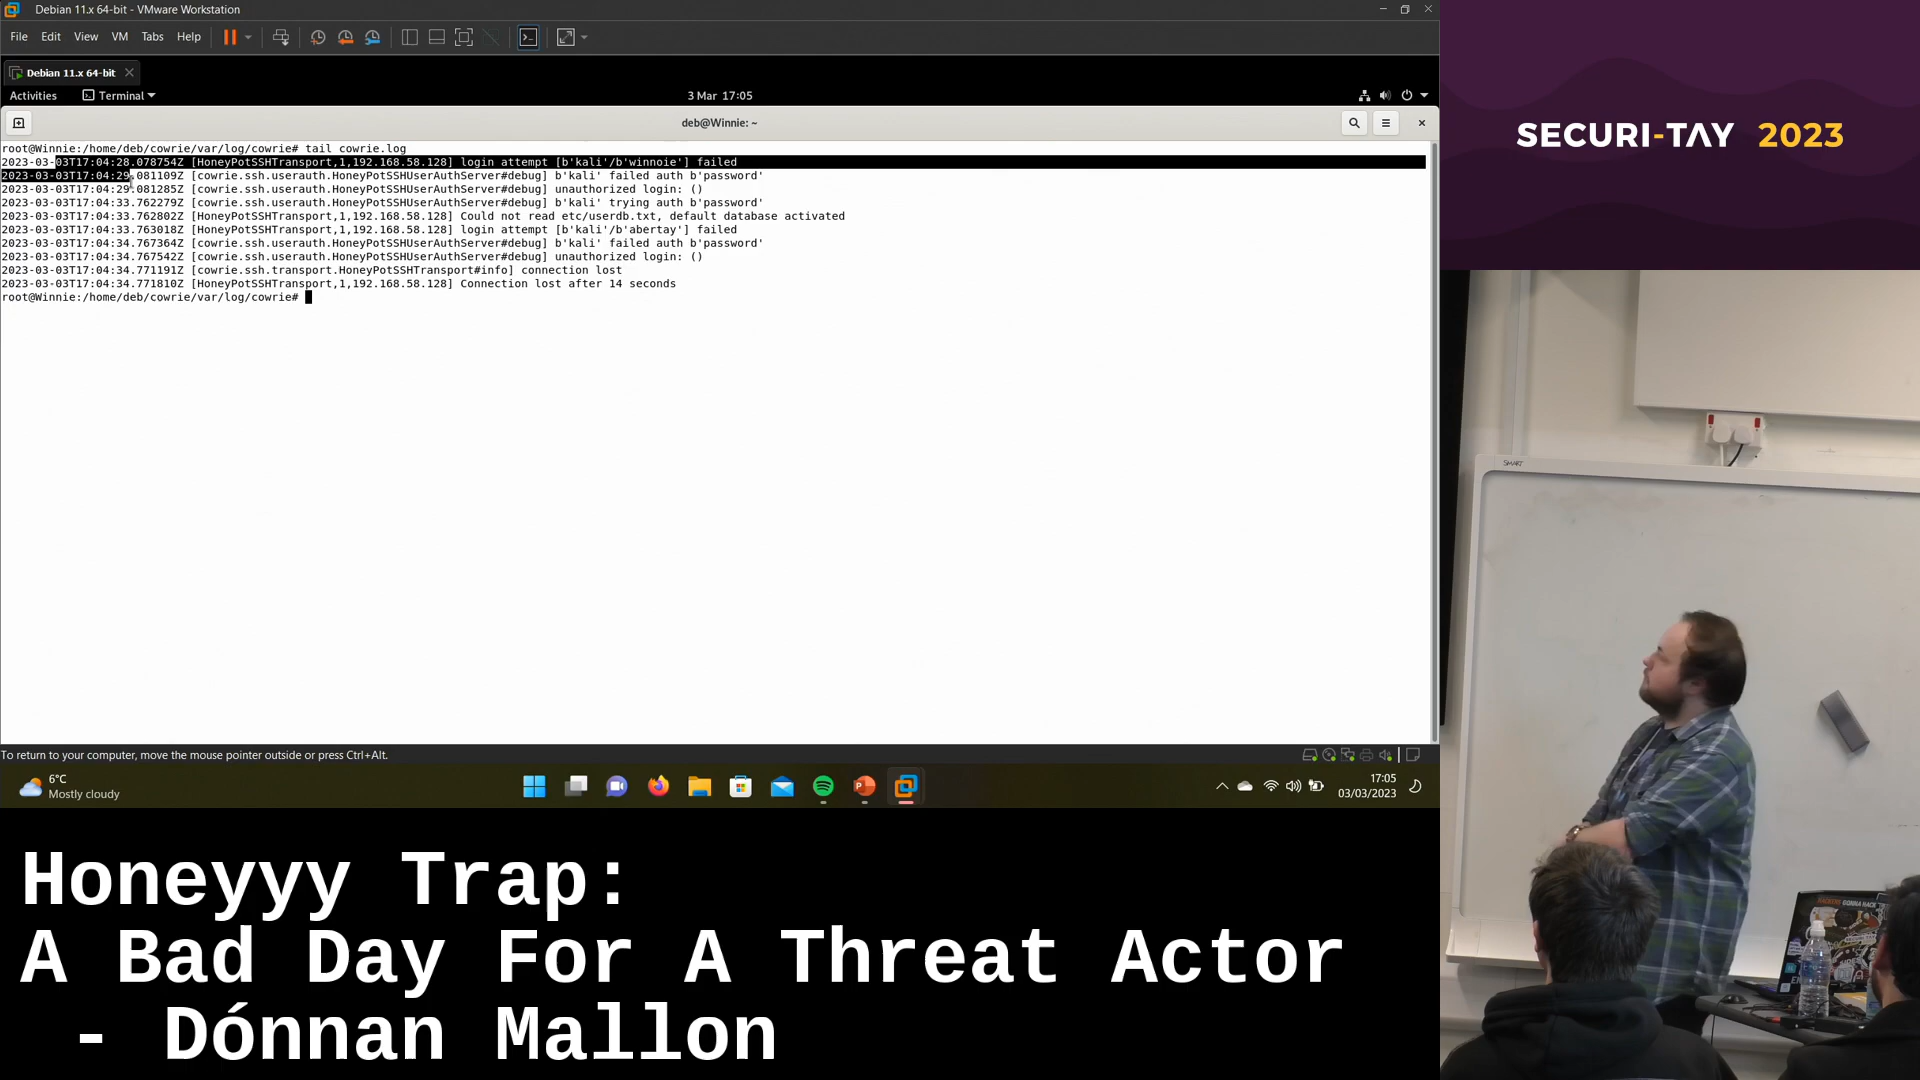 Debian 11.x 64-bit - VMware Workstation
File Edit View VM Tabs Help
Debian 11.x 64-bit
Activities Terminal 3 Mar 17:05
deb@Winnie: ~
root@Winnie:/home/deb/cowrie/var/log/cowrie# tail cowrie.log
2023-03-03T17:04:28.078754Z [HoneyPotSSHTransport,1,192.168.58.128] login attempt [b'kali'/b'winnoie'] failed
2023-03-03T17:04:29.081109Z [cowrie.ssh.userauth.HoneyPotSSHUserAuthServer#debug] b'kali' failed auth b'password'
2023-03-03T17:04:29.081285Z [cowrie.ssh.userauth.HoneyPotSSHUserAuthServer#debug] unauthorized login: ()
2023-03-03T17:04:33.762279Z [cowrie.ssh.userauth.HoneyPotSSHUserAuthServer#debug] b'kali' trying auth b'password'
2023-03-03T17:04:33.762802Z [HoneyPotSSHTransport,1,192.168.58.128] Could not read etc/userdb.txt, default database activated
2023-03-03T17:04:33.763018Z [HoneyPotSSHTransport,1,192.168.58.128] login attempt [b'kali'/b'abertay'] failed
2023-03-03T17:04:34.767364Z [cowrie.ssh.userauth.HoneyPotSSHUserAuthServer#debug] b'kali' failed auth b'password'
2023-03-03T17:04:34.767542Z [cowrie.ssh.userauth.HoneyPotSSHUserAuthServer#debug] unauthorized login: ()
2023-03-03T17:04:34.771191Z [cowrie.ssh.transport.HoneyPotSSHTransport#info] connection lost
2023-03-03T17:04:34.771810Z [HoneyPotSSHTransport,1,192.168.58.128] Connection lost after 14 seconds
root@Winnie:/home/deb/cowrie/var/log/cowrie#
To return to your computer, move the mouse pointer outside or press Ctrl+Alt.
6°C
Mostly cloudy
17:05
03/03/2023
Honeyyy Trap:
A Bad Day For A Threat Actor
- Dónnan Mallon
SECURI-TAY 2023
SMART
HACKERS GONNA HACK